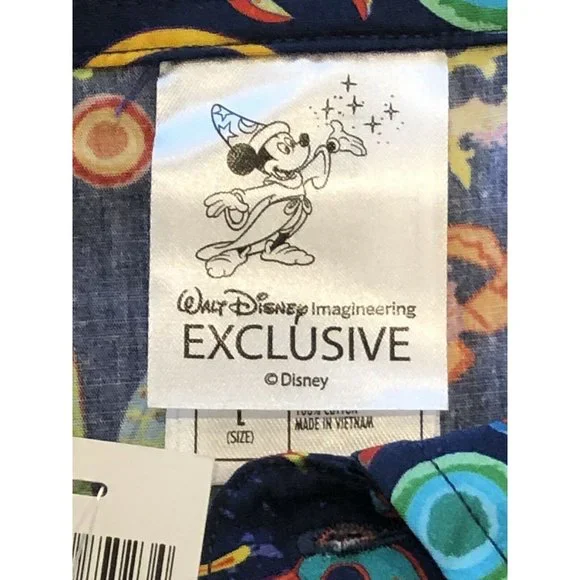 WALT DISNEY Imagineering
EXCLUSIVE
© Disney
L
(SIZE)
100% COTTON
MADE IN VIETNAM